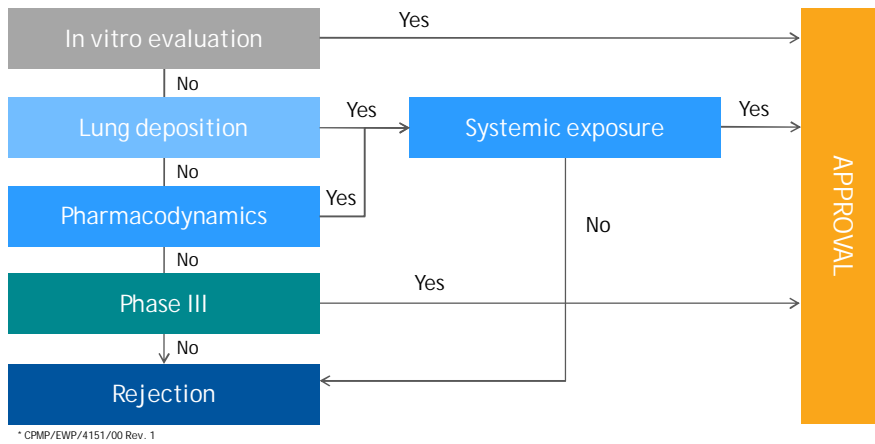 In vitro evaluation
Yes
No
Lung deposition
Yes
Systemic exposure
Yes
No
Pharmacodynamics
Yes
No
No
Phase III
Yes
No
Rejection
APPROVAL
* CPMP/EWP/4151/00 Rev. 1